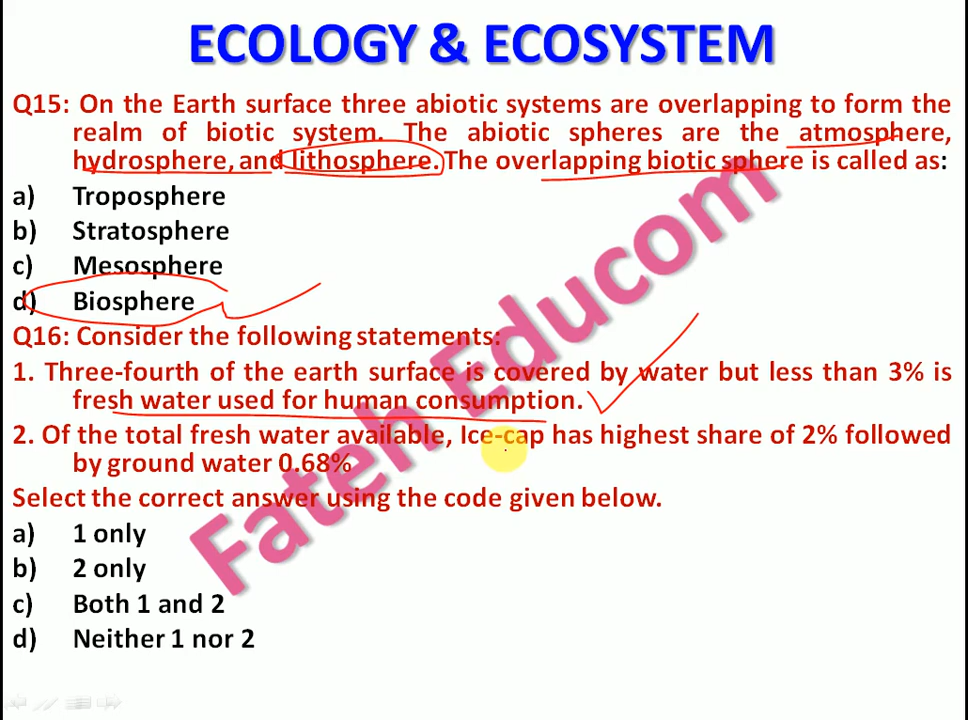 ECOLOGY & ECOSYSTEM
Q15: On the Earth surface three abiotic systems are overlapping to form the
realm of biotic system. The abiotic spheres are the atmosphere,
hydrosphere, and lithosphere. The overlapping biotic sphere is called as:
a) Troposphere
b) Stratosphere
c) Mesosphere
d) Biosphere
Q16: Consider the following statements:
1. Three-fourth of the earth surface is covered by water but less than 3% is
fresh water used for human consumption.
2. Of the total fresh water available, Ice-cap has highest share of 2% followed
by ground water 0.68%
Select the correct answer using the code given below.
a) 1 only
b) 2 only
c) Both 1 and 2
d) Neither 1 nor 2
Fateh Educom